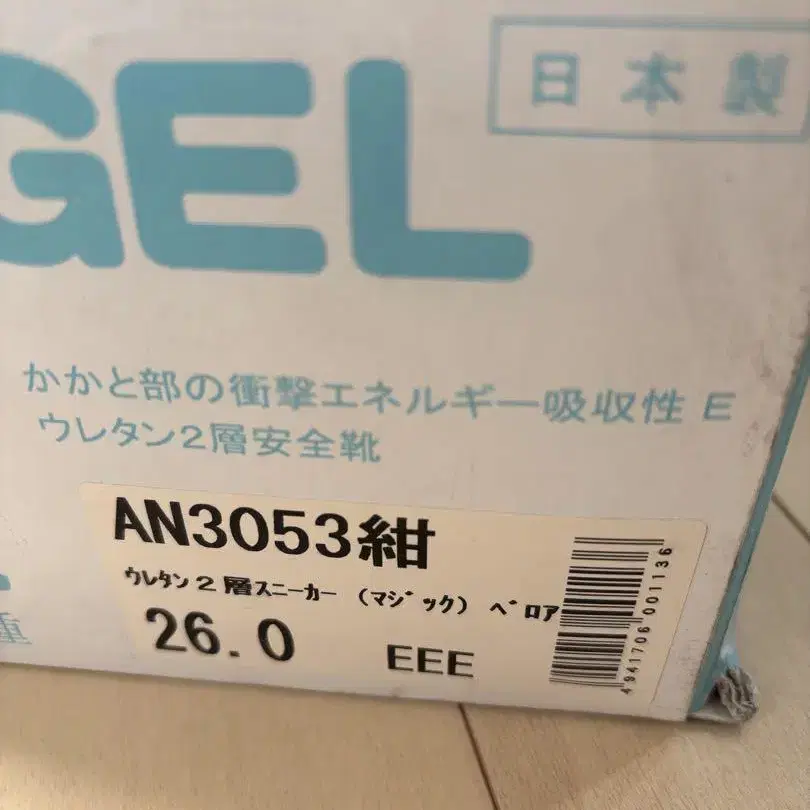 GEL
日本製
かかと部の衝撃エネルギー吸収性 E
ウレタン2層安全靴
AN3053紺
ウレタン2層スニーカー (マジック) ベロア
26.0 EEE
4941706001136